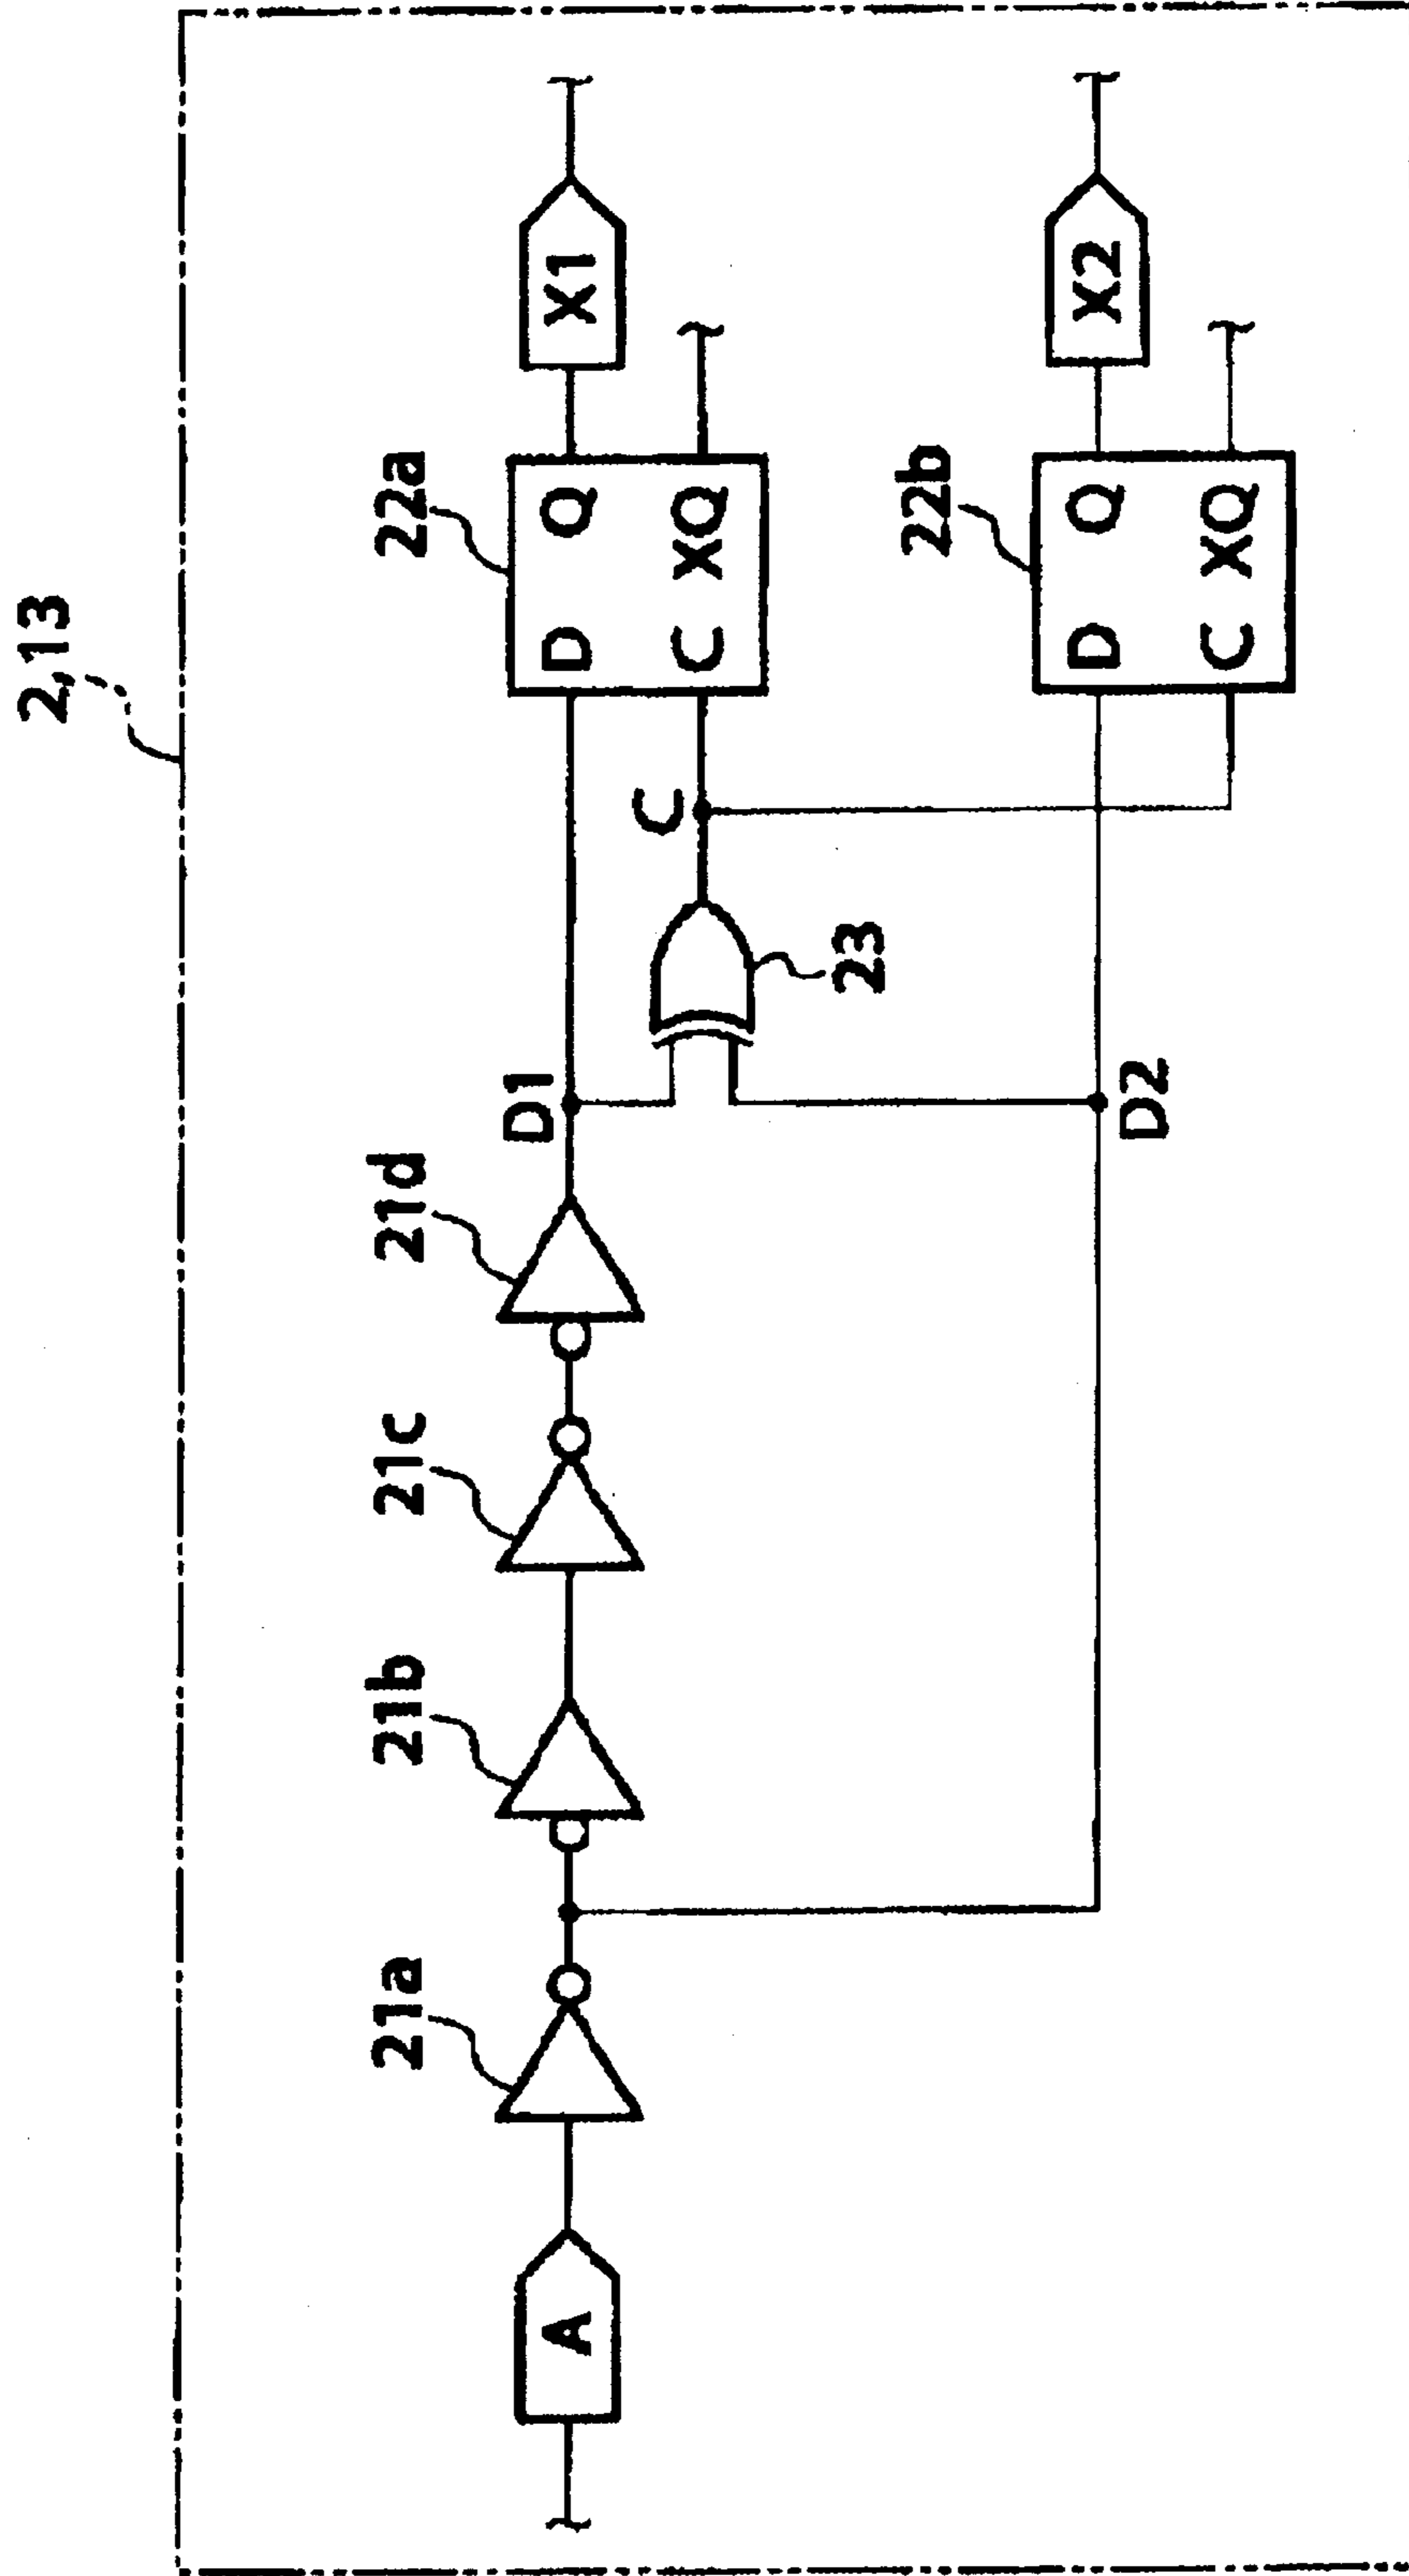 2,13
A
21a
21b
21c
21d
D1
D2
23
C
22a
D Q
C XQ
X1
22b
D Q
C XQ
X2